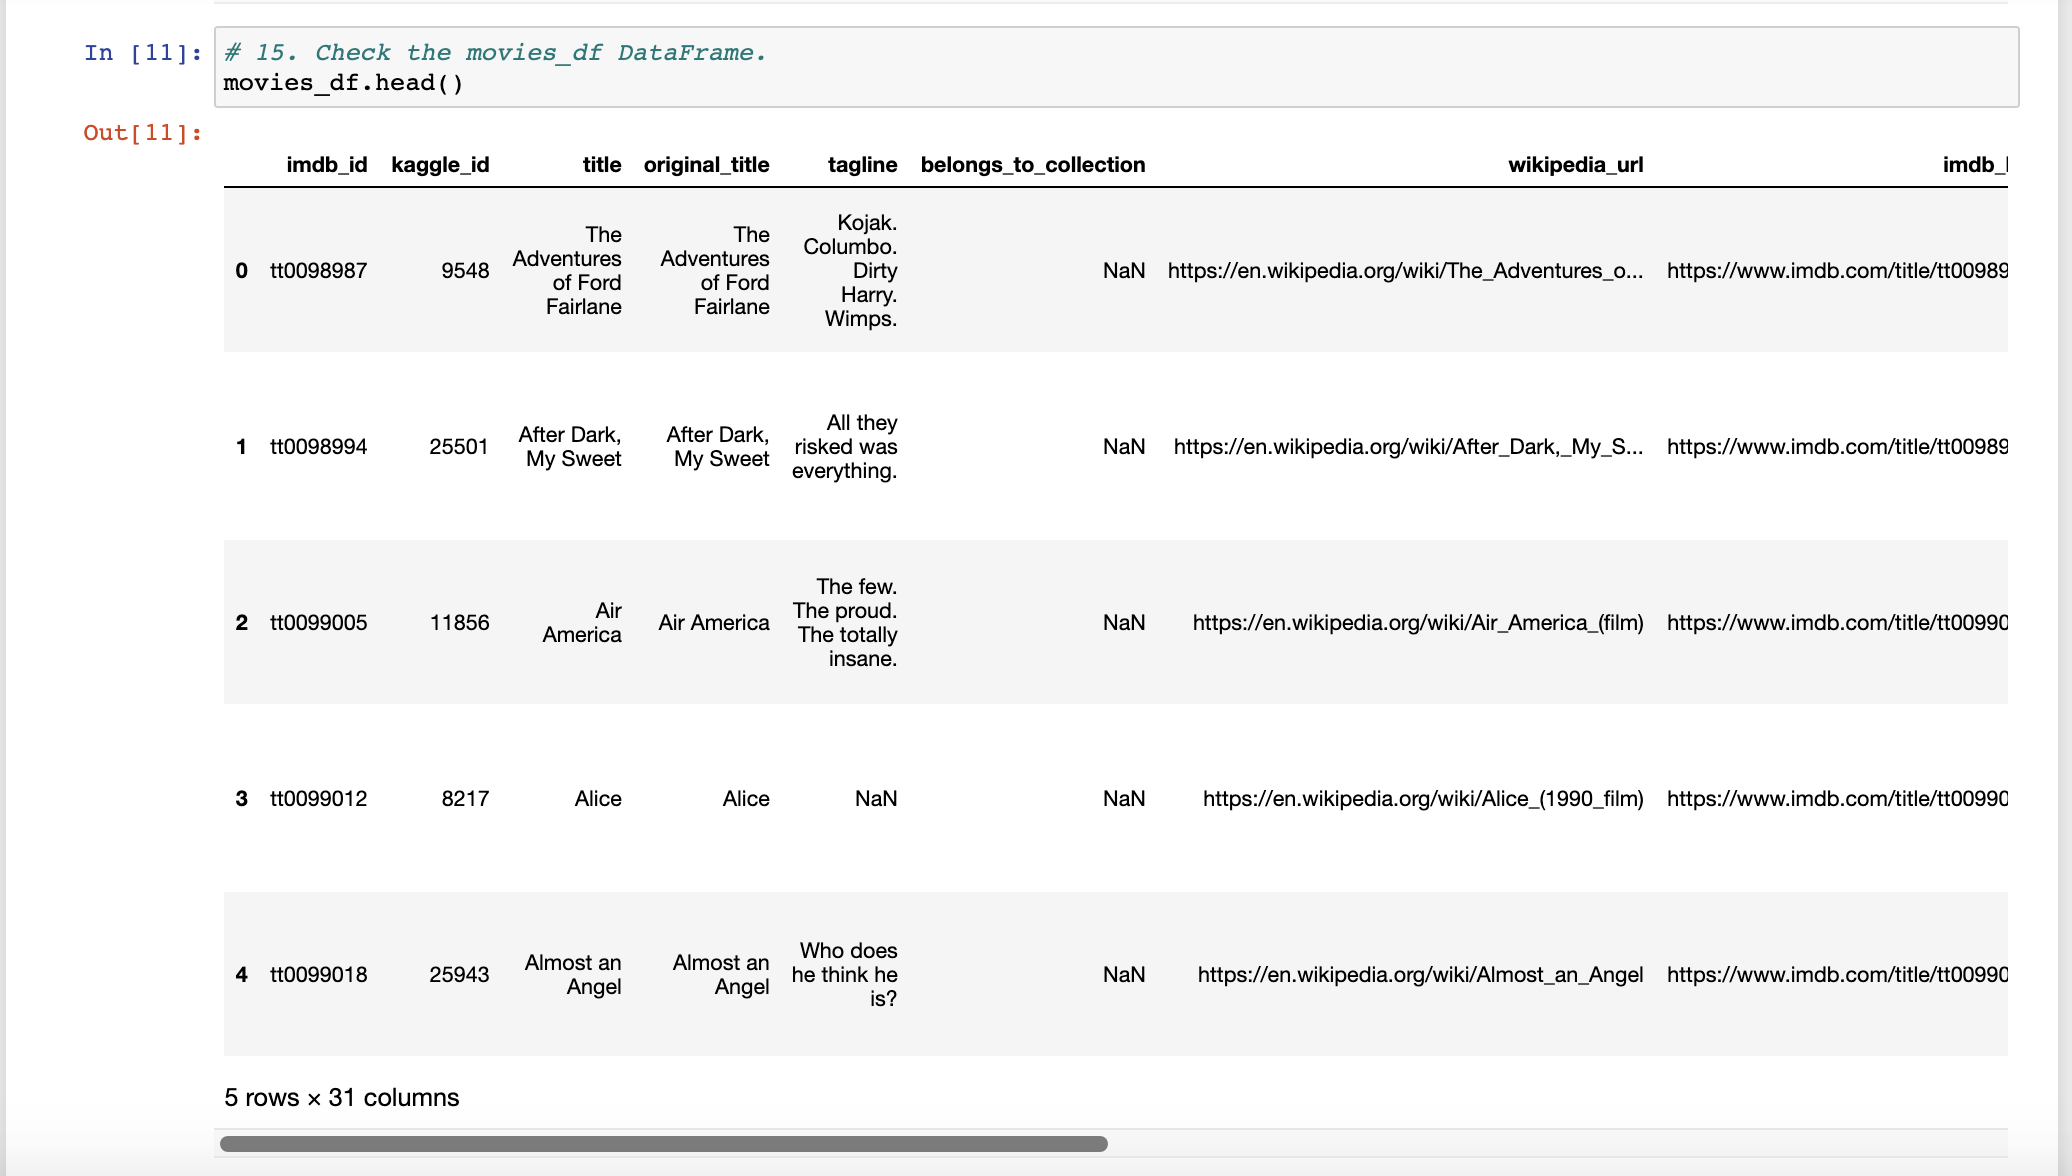 In [11]: # 15. Check the movies_df DataFrame.
movies_df.head()
Out[11]:
imdb_id kaggle_id title original_title tagline belongs_to_collection wikipedia_url imdb_l
0 tt0098987 9548 The Adventures of Ford Fairlane The Adventures of Ford Fairlane Kojak. Columbo. Dirty Harry. Wimps. NaN https://en.wikipedia.org/wiki/The_Adventures_o... https://www.imdb.com/title/tt00989
1 tt0098994 25501 After Dark, My Sweet After Dark, My Sweet All they risked was everything. NaN https://en.wikipedia.org/wiki/After_Dark,_My_S... https://www.imdb.com/title/tt00989
2 tt0099005 11856 Air America Air America The few. The proud. The totally insane. NaN https://en.wikipedia.org/wiki/Air_America_(film) https://www.imdb.com/title/tt00990
3 tt0099012 8217 Alice Alice NaN NaN https://en.wikipedia.org/wiki/Alice_(1990_film) https://www.imdb.com/title/tt00990
4 tt0099018 25943 Almost an Angel Almost an Angel Who does he think he is? NaN https://en.wikipedia.org/wiki/Almost_an_Angel https://www.imdb.com/title/tt00990
5 rows × 31 columns